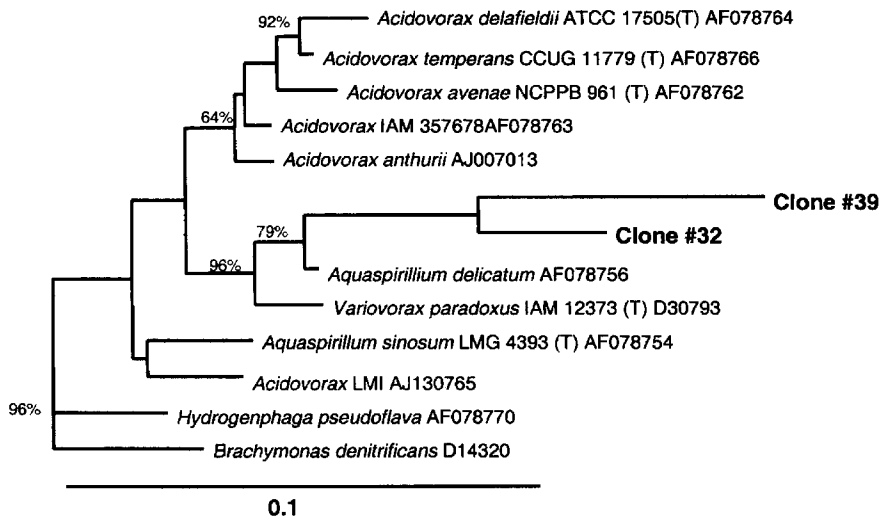 92%
Acidovorax delafieldii ATCC 17505(T) AF078764
Acidovorax temperans CCUG 11779 (T) AF078766
Acidovorax avenae NCPPB 961 (T) AF078762
64%
Acidovorax IAM 357678AF078763
Acidovorax anthurii AJ007013
Clone #39
79%
Clone #32
96%
Aquaspirillium delicatum AF078756
Variovorax paradoxus IAM 12373 (T) D30793
Aquaspirillum sinosum LMG 4393 (T) AF078754
Acidovorax LMI AJ130765
96%
Hydrogenphaga pseudoflava AF078770
Brachymonas denitrificans D14320
0.1